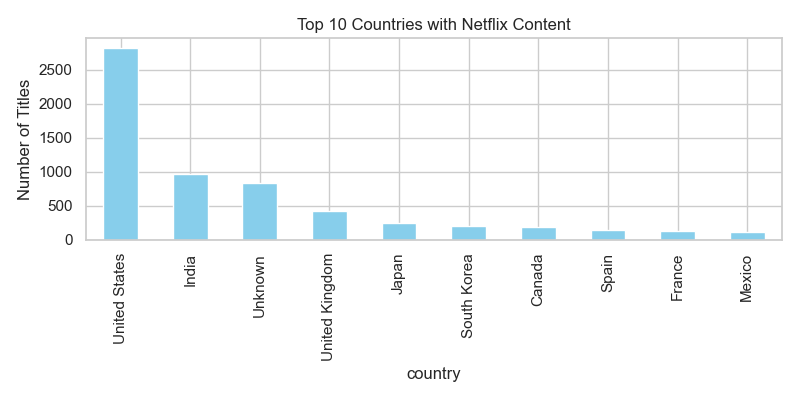 Top 10 Countries with Netflix Content
Number of Titles
2500
2000
1500
1000
500
0
United States
India
Unknown
United Kingdom
Japan
South Korea
Canada
Spain
France
Mexico
country